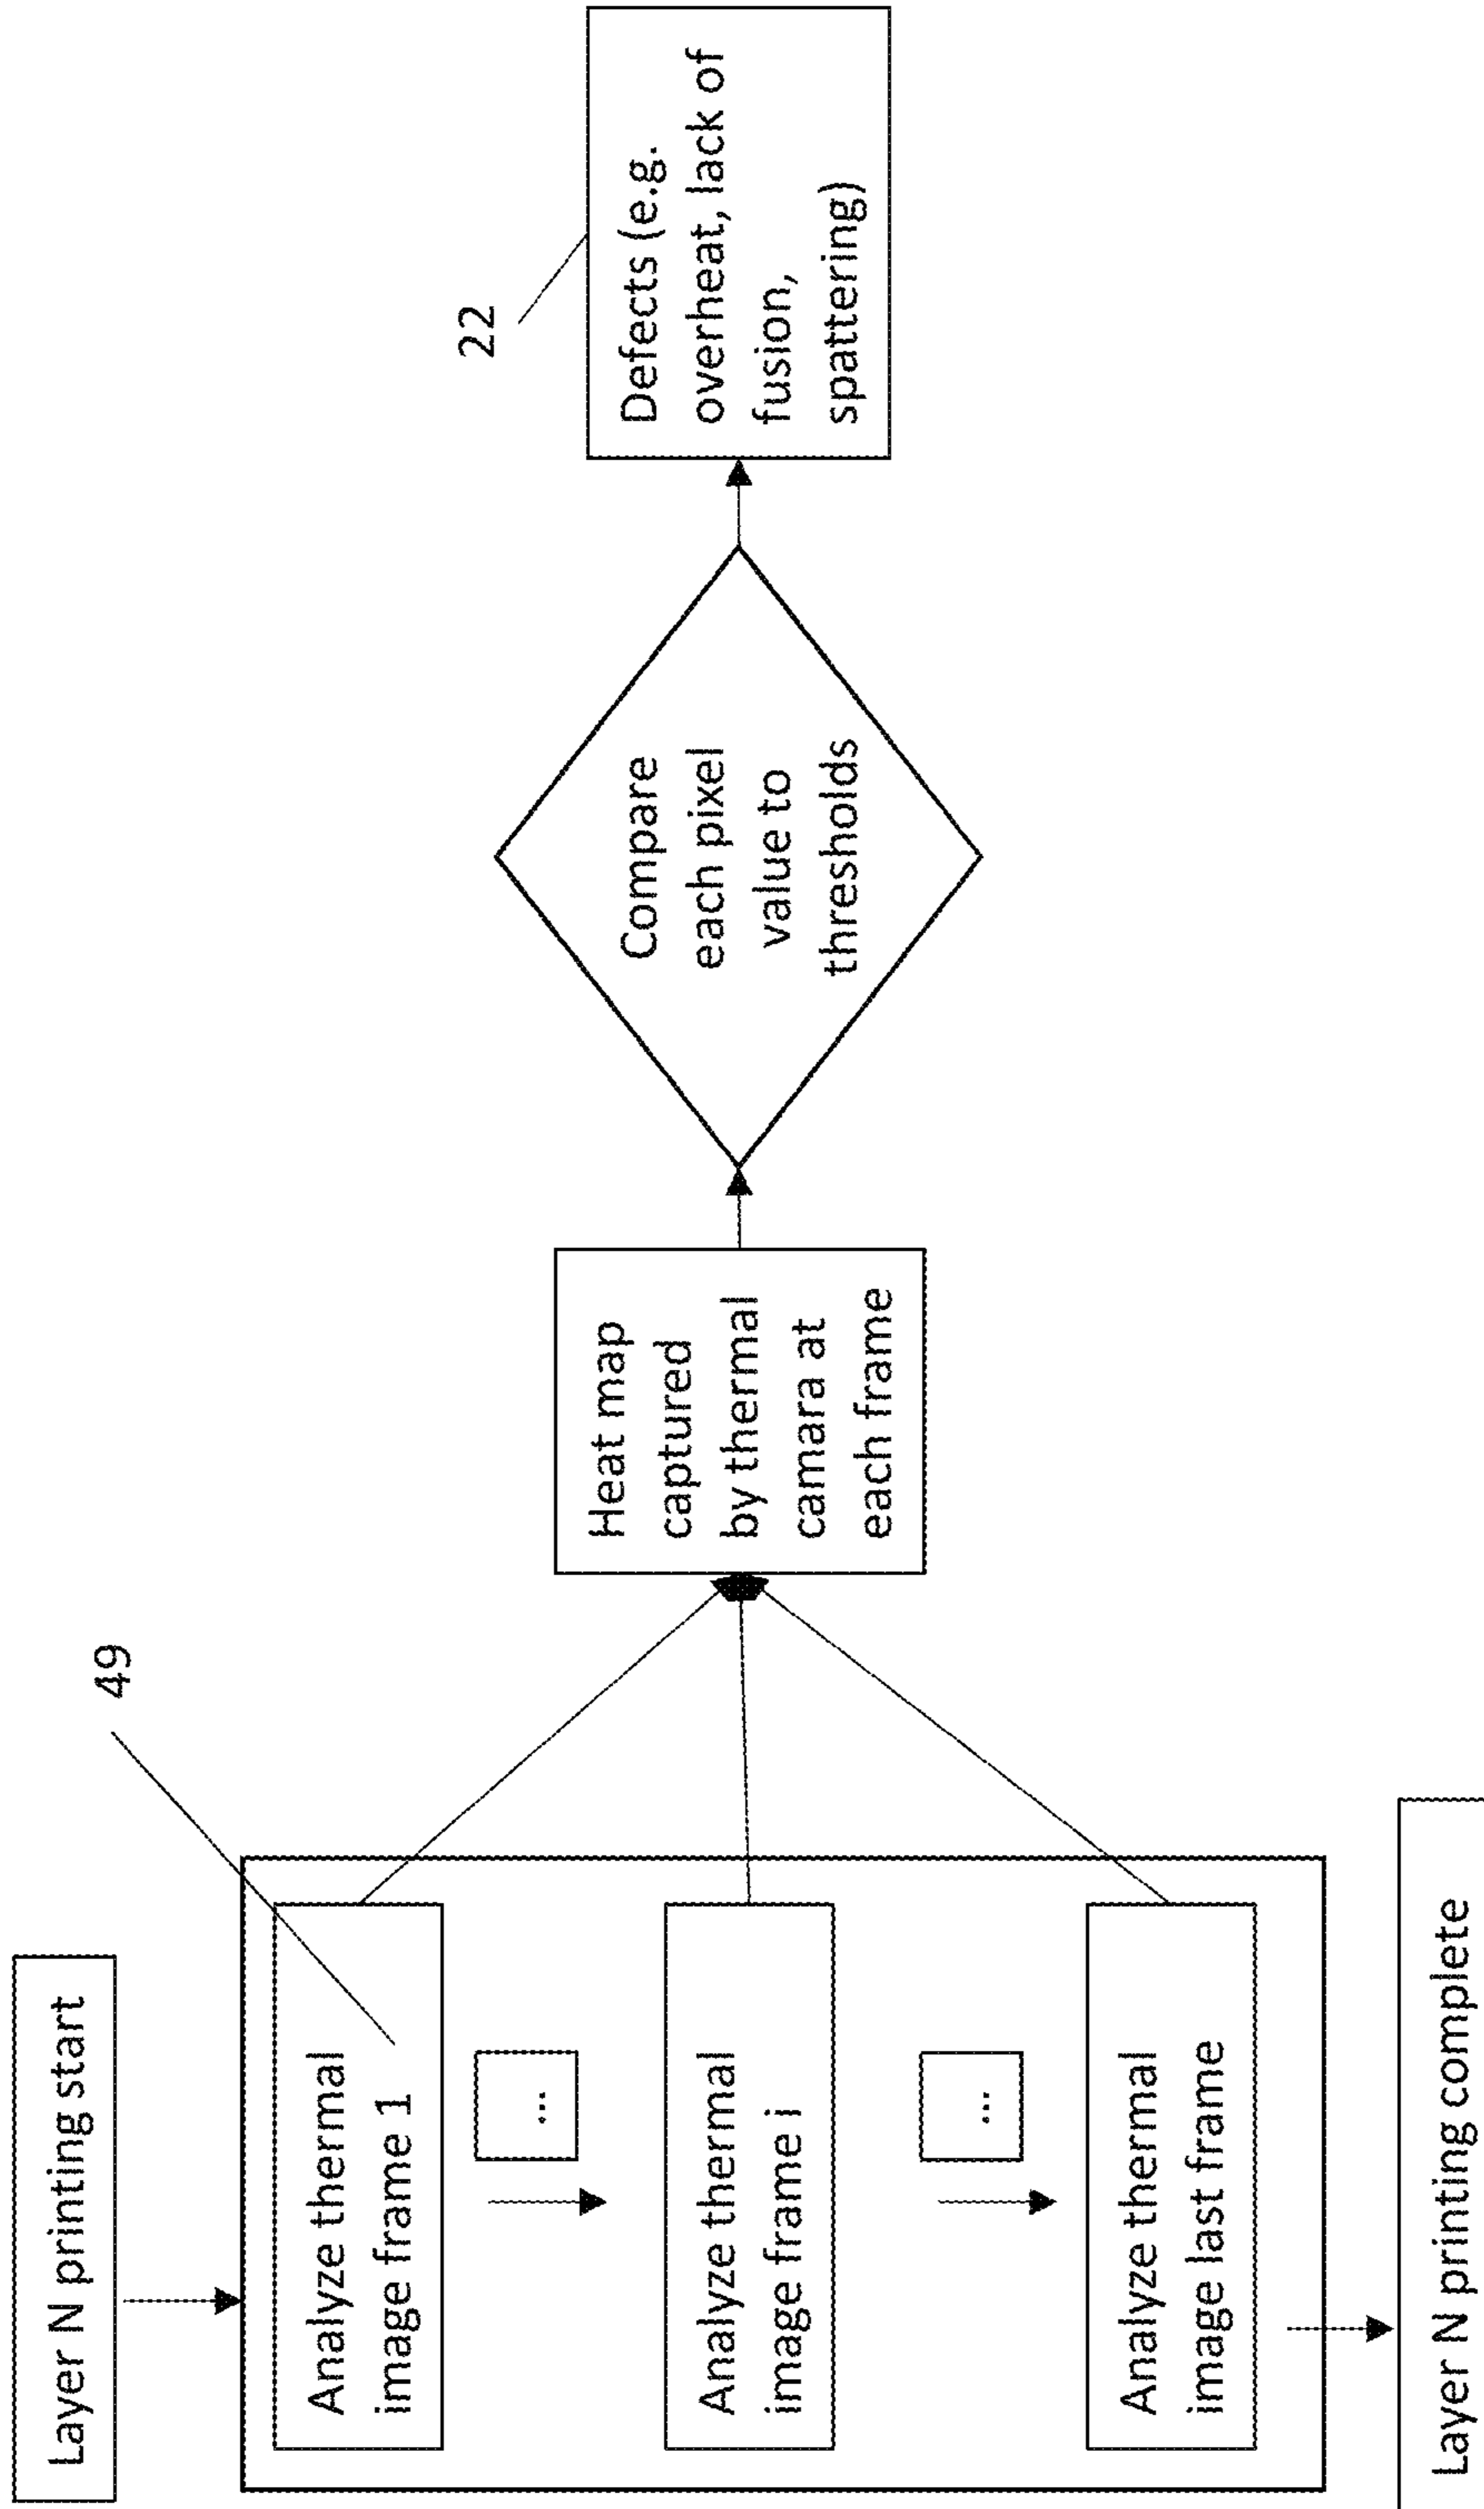 Layer N printing start
49
Analyze thermal
image frame 1
...
Analyze thermal
image frame i
...
Analyze thermal
image last frame
Layer N printing complete
Heat map
captured
by thermal
camara at
each frame
Compare
each pixel
value to
thresholds
22
Defects (e.g.
overheat, lack of
fusion,
spattering)